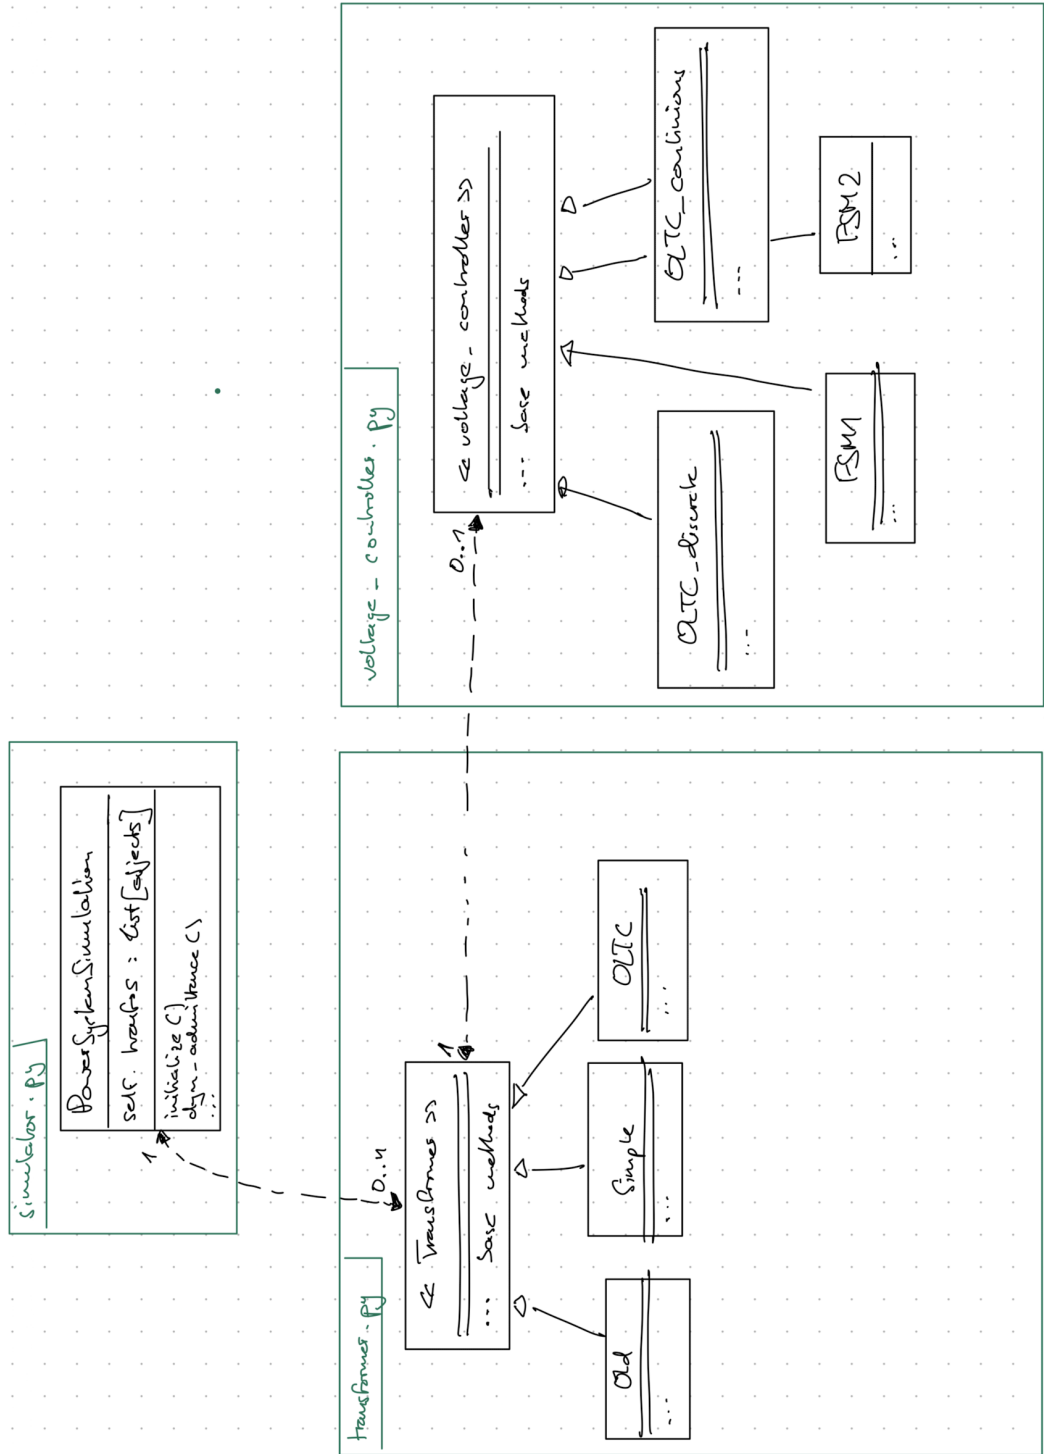 simulator.py
PowerSystemSimulation
self.trafos : list[objects]
initialize()
dyn_admittance()
...
1
0..n
transformer.py
<< Transformer >>
... base methods
1
Old
...
Simple
...
OLTC
...
voltage_controller.py
0..1
<< voltage_controller >>
... base methods
OLTC_discrete
...
OLTC_continious
...
FSM1
...
FSM2
...